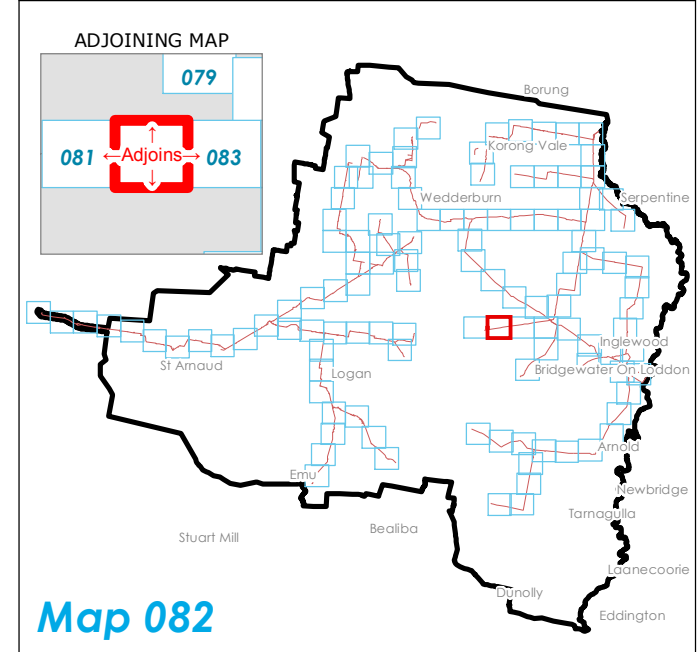 ADJOINING MAP
079
081 ←Adjoins→ 083
Borung
Korong Vale
Wedderburn
Serpentine
Inglewood
St Arnaud
Logan
Bridgewater On Loddon
Arnold
Emu
Newbridge
Tarnagulla
Bealiba
Stuart Mill
Laanecoorie
Dunolly
Eddington
Map 082